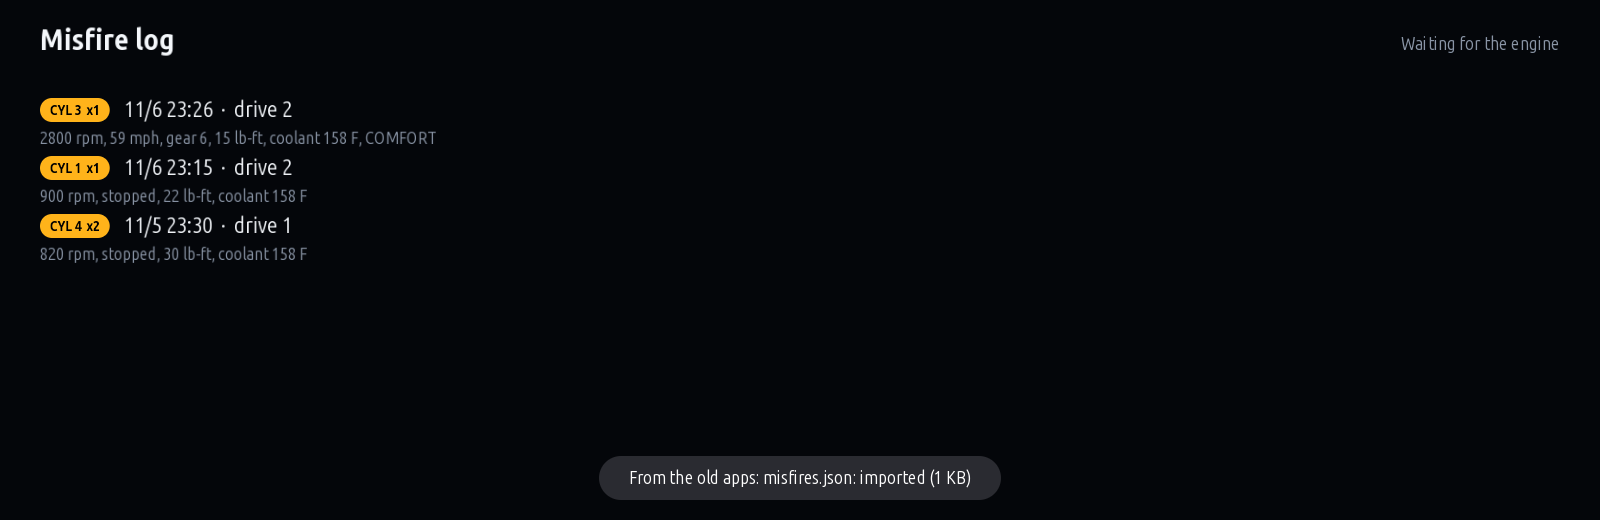 Misfire log
Waiting for the engine
CYL 3 x1 11/6 23:26 · drive 2
2800 rpm, 59 mph, gear 6, 15 lb-ft, coolant 158 F, COMFORT
CYL 1 x1 11/6 23:15 · drive 2
900 rpm, stopped, 22 lb-ft, coolant 158 F
CYL 4 x2 11/5 23:30 · drive 1
820 rpm, stopped, 30 lb-ft, coolant 158 F
From the old apps: misfires.json: imported (1 KB)